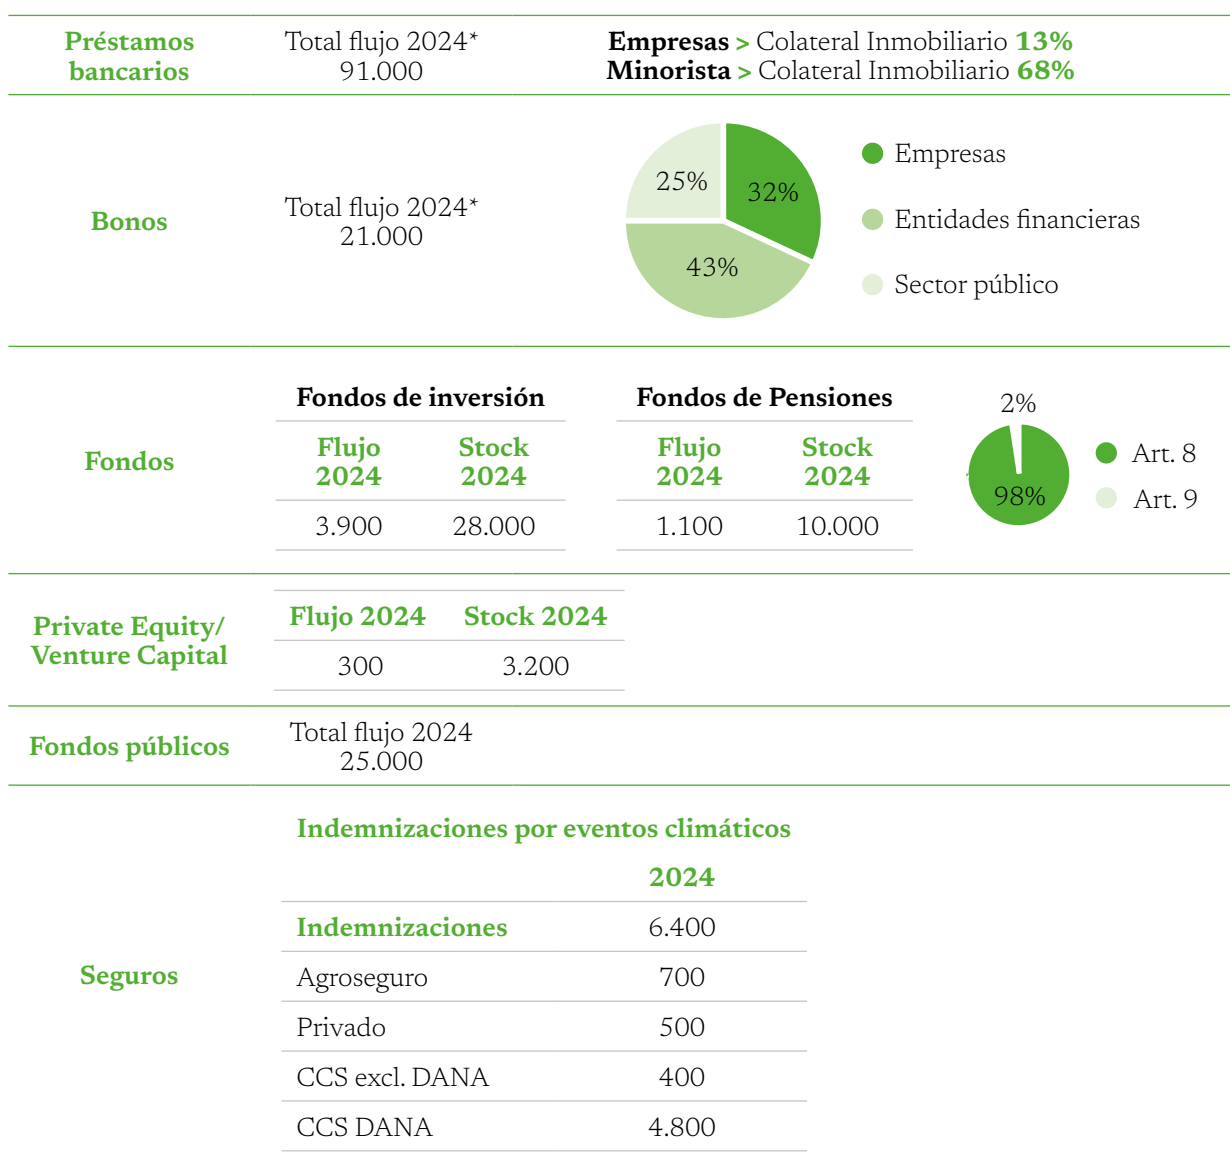 Préstamos
bancarios
Total flujo 2024*
91.000
Empresas > Colateral Inmobiliario 13%
Minorista > Colateral Inmobiliario 68%
Bonos
Total flujo 2024*
21.000
25%
32%
43%
Empresas
Entidades financieras
Sector público
Fondos
Fondos de inversión
Flujo
2024
Stock
2024
3.900
28.000
Fondos de Pensiones
Flujo
2024
Stock
2024
1.100
10.000
2%
98%
Art. 8
Art. 9
Private Equity/
Venture Capital
Flujo 2024
Stock 2024
300
3.200
Fondos públicos
Total flujo 2024
25.000
Seguros
Indemnizaciones por eventos climáticos
2024
Indemnizaciones 6.400
Agroseguro 700
Privado 500
CCS excl. DANA 400
CCS DANA 4.800